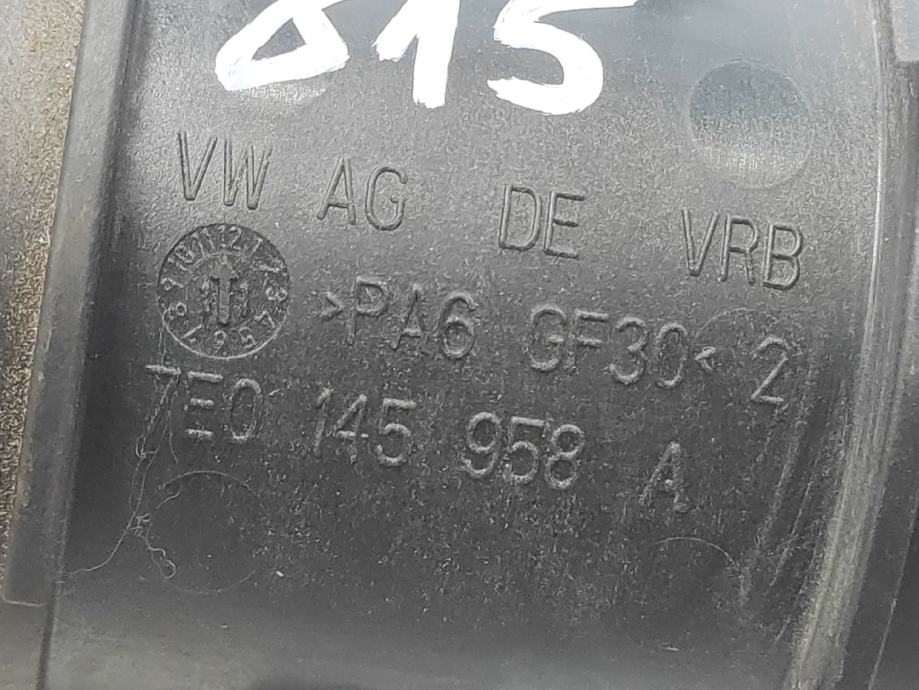 815
VW AG DE VRB
>PA6 GF30< 2
7E0 145 958 A